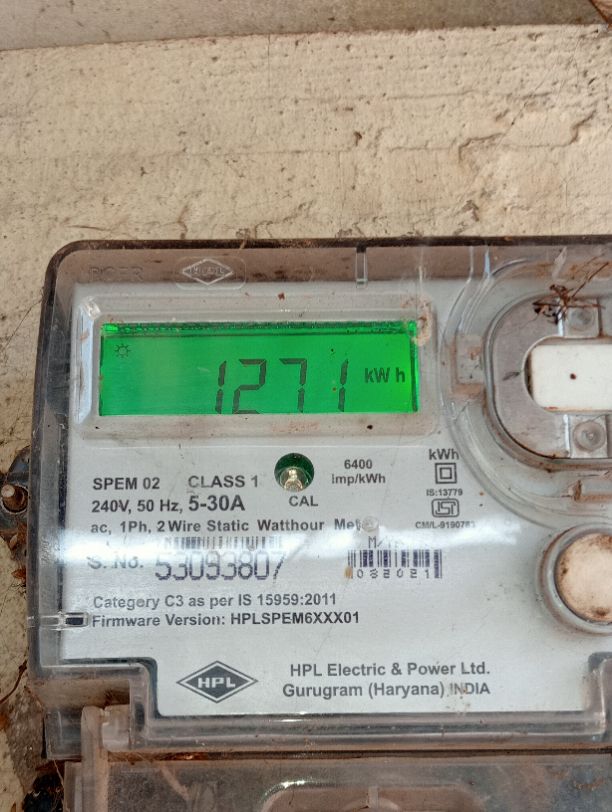 1271 kWh
SPEM 02 CLASS 1
6400
imp/kWh
kWh
240V, 50 Hz, 5-30A
CAL
IS:13779
ac, 1Ph, 2 Wire Static Watthour Meter
S. No. 53093807
082021
Category C3 as per IS 15959:2011
Firmware Version: HPLSPEM6XXX01
HPL
HPL Electric & Power Ltd.
Gurugram (Haryana) INDIA